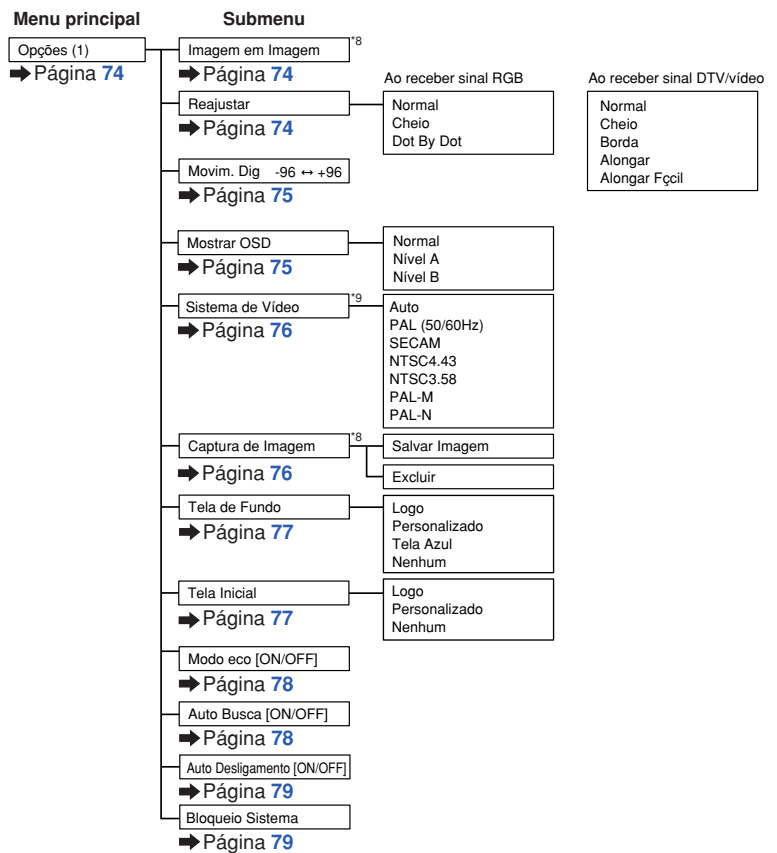 Menu principal Submenu
Opções (1)
➡Página 74
Imagem em Imagem *8
➡Página 74
Ao receber sinal RGB
Ao receber sinal DTV/vídeo
Reajustar
➡Página 74
Normal
Cheio
Dot By Dot
Normal
Cheio
Borda
Alongar
Alongar Fçcil
Movim. Dig -96 ↔ +96
➡Página 75
Mostrar OSD
➡Página 75
Normal
Nível A
Nível B
Sistema de Vídeo *9
➡Página 76
Auto
PAL (50/60Hz)
SECAM
NTSC4.43
NTSC3.58
PAL-M
PAL-N
Captura de Imagem *8
➡Página 76
Salvar Imagem
Excluir
Tela de Fundo
➡Página 77
Logo
Personalizado
Tela Azul
Nenhum
Tela Inicial
➡Página 77
Logo
Personalizado
Nenhum
Modo eco [ON/OFF]
➡Página 78
Auto Busca [ON/OFF]
➡Página 78
Auto Desligamento [ON/OFF]
➡Página 79
Bloqueio Sistema
➡Página 79